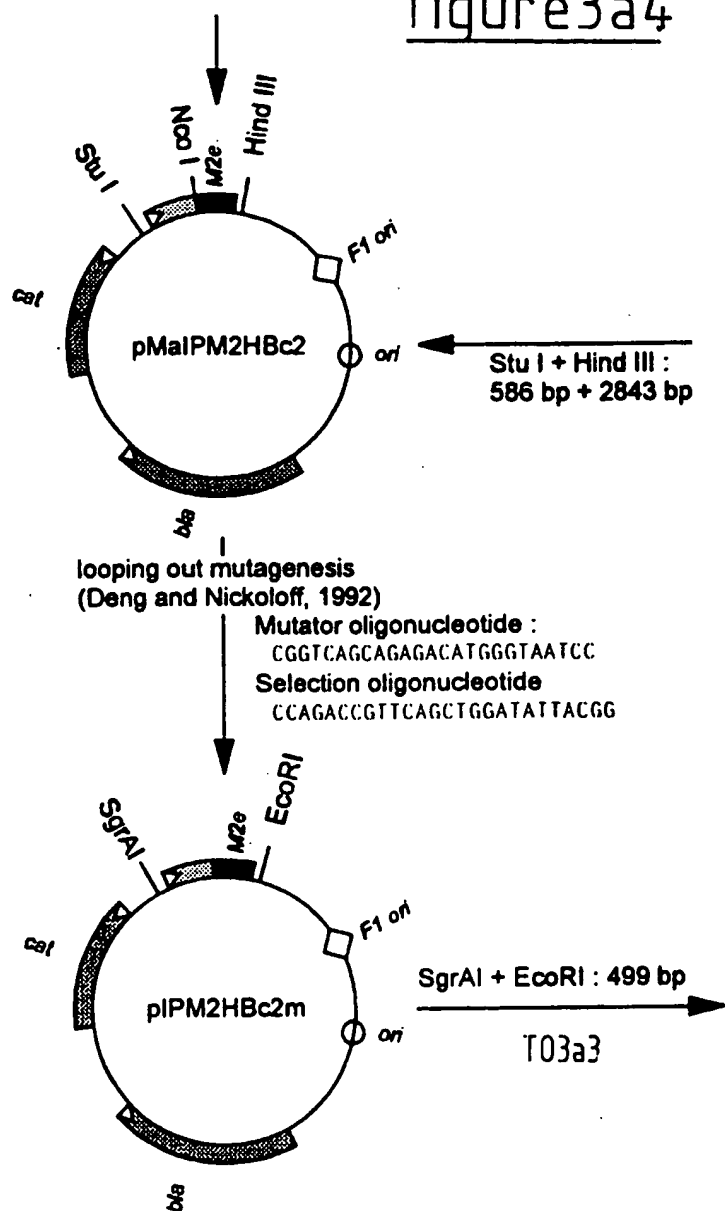 figure3a4
Hind III
Nco I
M2e
Stu I
F1 ori
cat
pMaIPM2HBc2
ori
Stu I + Hind III :
586 bp + 2843 bp
bla
looping out mutagenesis
(Deng and Nickoloff, 1992)
Mutator oligonucleotide :
CGGTCAGCAGAGACATGGGTAATCC
Selection oligonucleotide
CCAGACCGTTCAGCTGGATATTACGG
EcoRI
M2e
SgrAI
F1 ori
cat
pIPM2HBc2m
ori
SgrAI + EcoRI : 499 bp
T03a3
bla